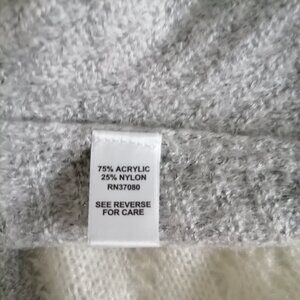 75% ACRYLIC
25% NYLON
RN37080
SEE REVERSE
FOR CARE